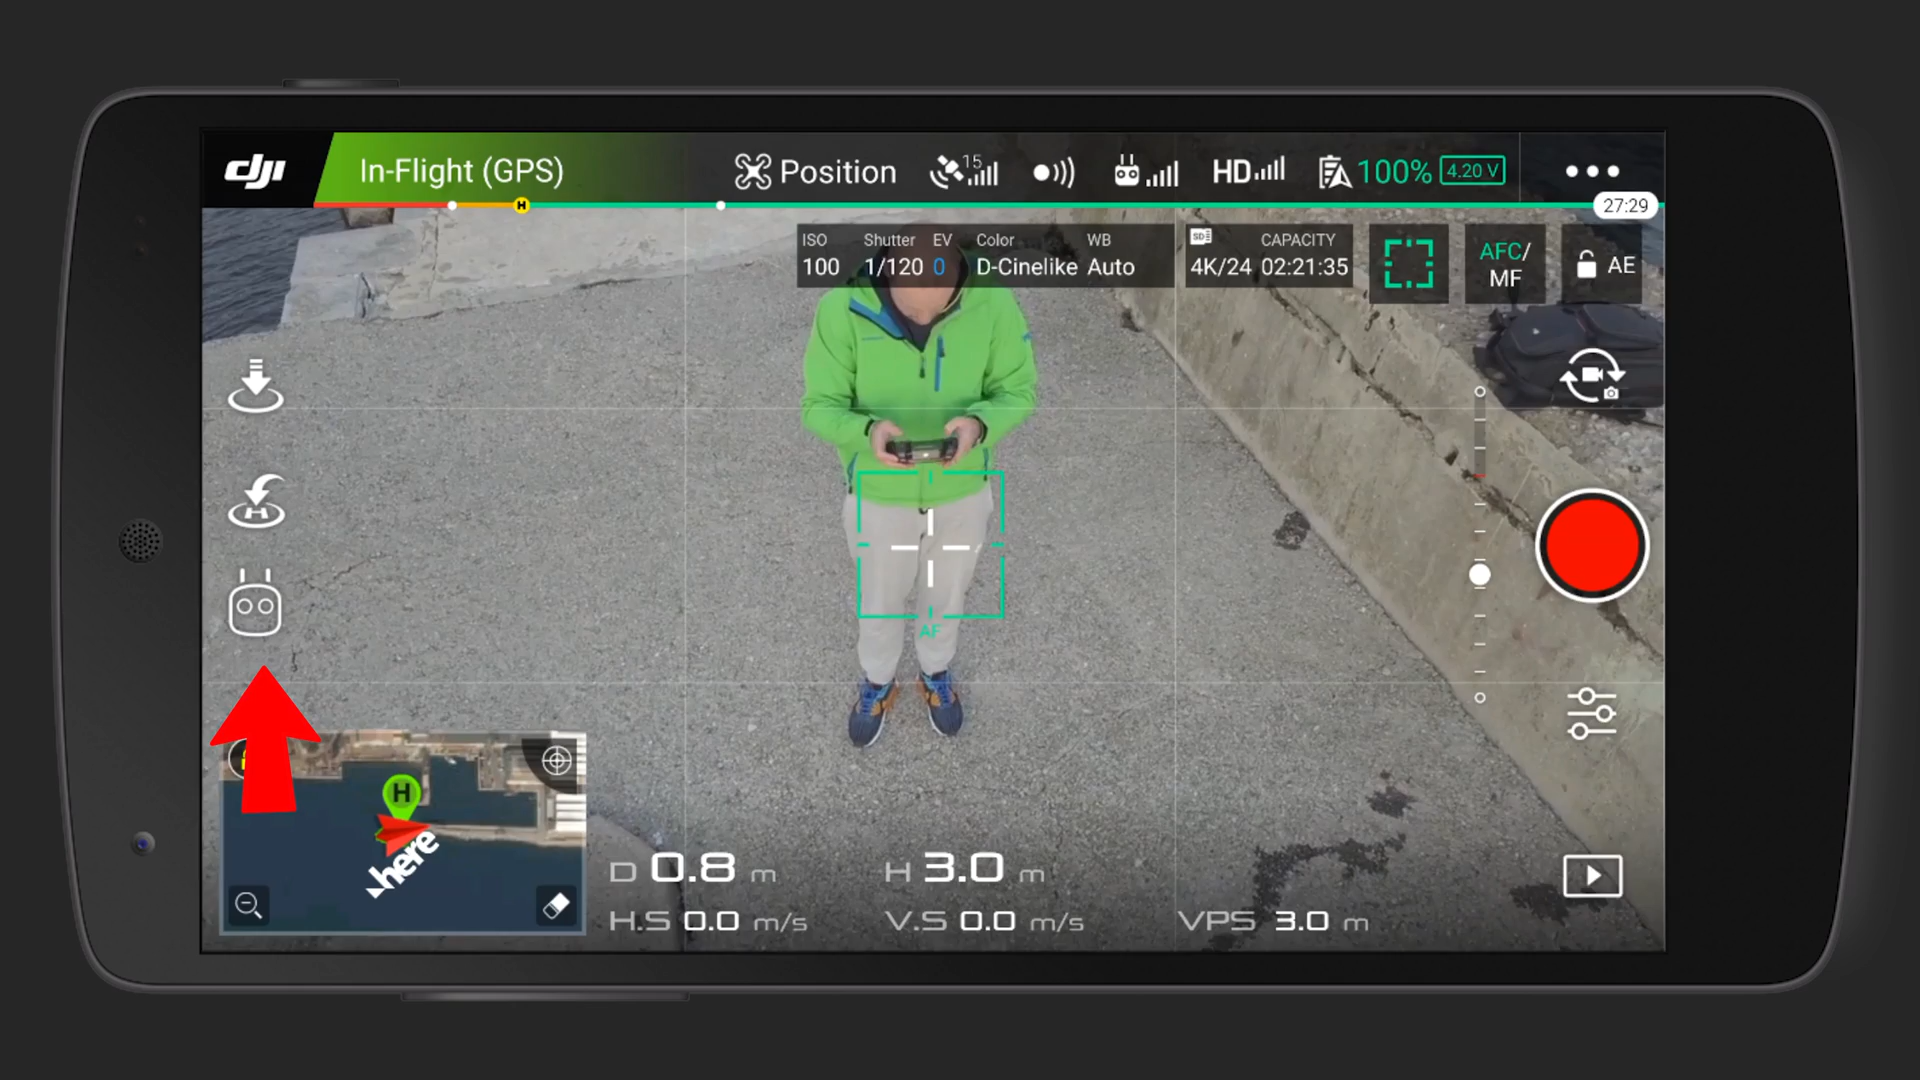 dji
In-Flight (GPS)
Position
15
HD
100%
4.20 V
H
27:29
ISO Shutter EV Color WB
100 1/120 0 D-Cinelike Auto
SD CAPACITY
4K/24 02:21:35
AFC/
MF
AE
H
AF
H
here
D 0.8 m H 3.0 m
H.S 0.0 m/s V.S 0.0 m/s VPS 3.0 m